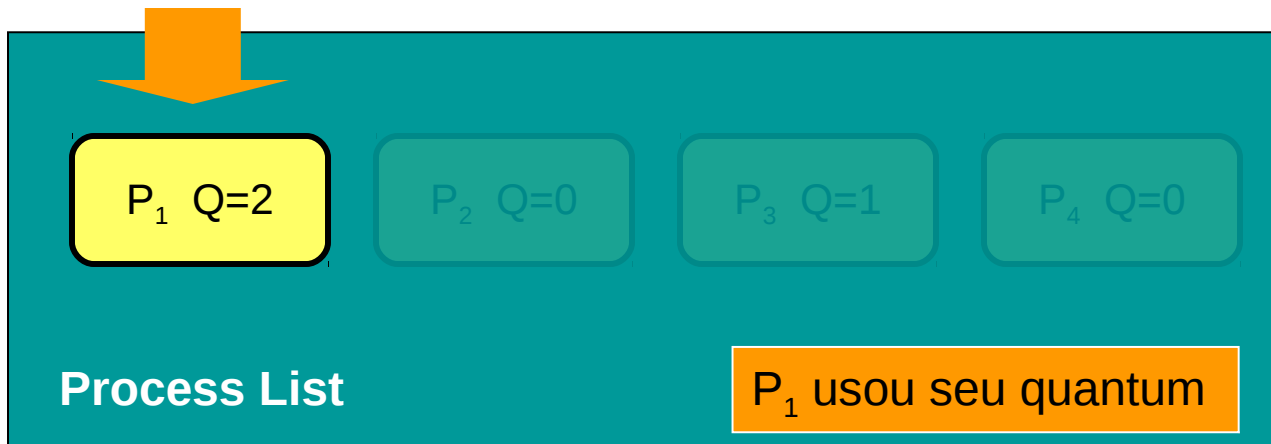 P₁ Q=2
P₂ Q=0
P₃ Q=1
P₄ Q=0
Process List
P₁ usou seu quantum